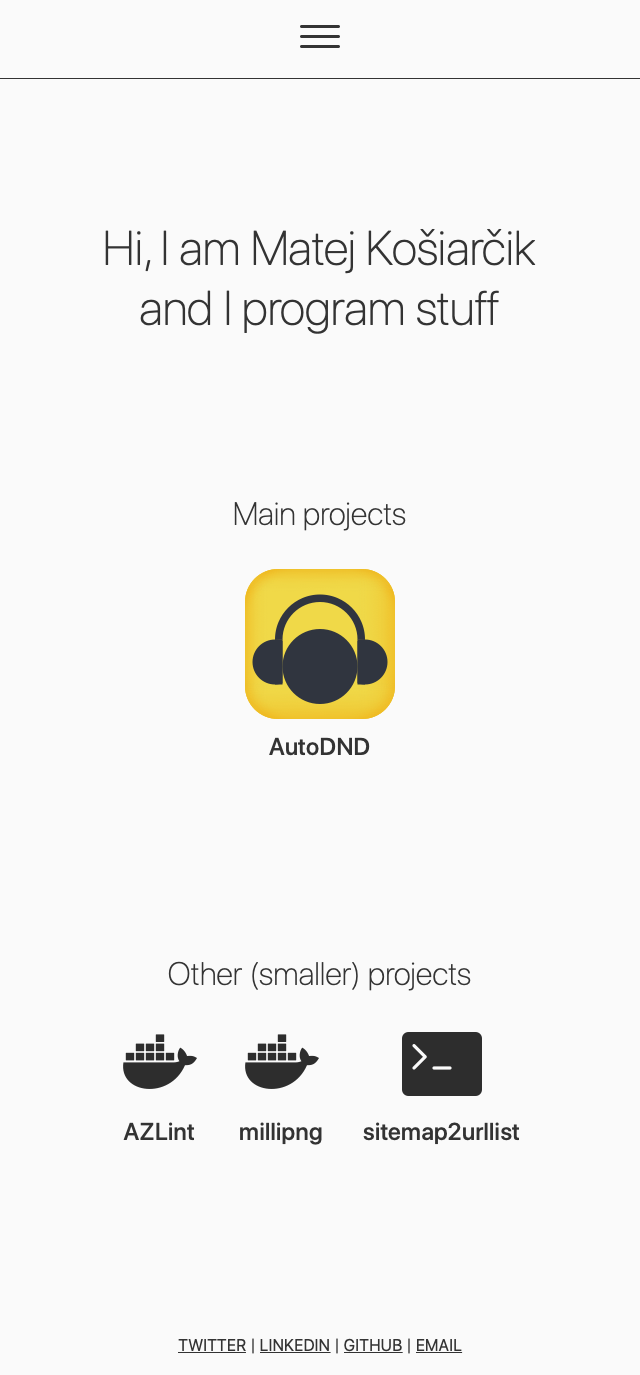 Hi, I am Matej Košiarčik
and I program stuff
Main projects
AutoDND
Other (smaller) projects
AZLint
millipng
sitemap2urllist
TWITTER | LINKEDIN | GITHUB | EMAIL